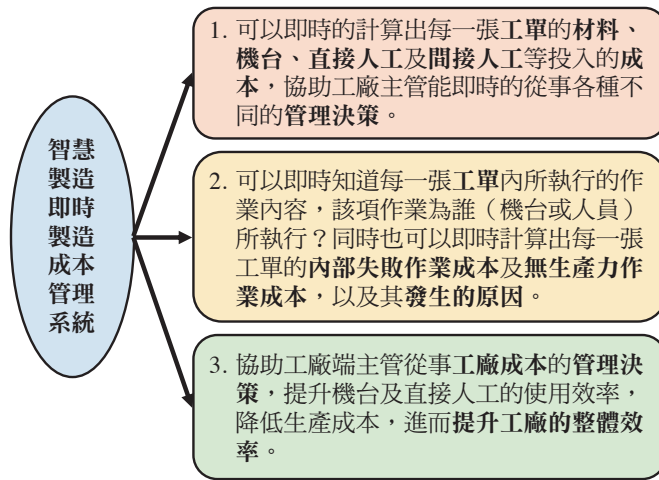 智慧
製造
即時
製造
成本
管理
系統
1. 可以即時的計算出每一張工單的材料、
機台、直接人工及間接人工等投入的成
本，協助工廠主管能即時的從事各種不
同的管理決策。
2. 可以即時知道每一張工單內所執行的作
業內容，該項作業為誰（機台或人員）
所執行？同時也可以即時計算出每一張
工單的內部失敗作業成本及無生產力作
業成本，以及其發生的原因。
3. 協助工廠端主管從事工廠成本的管理決
策，提升機台及直接人工的使用效率，
降低生產成本，進而提升工廠的整體效
率。